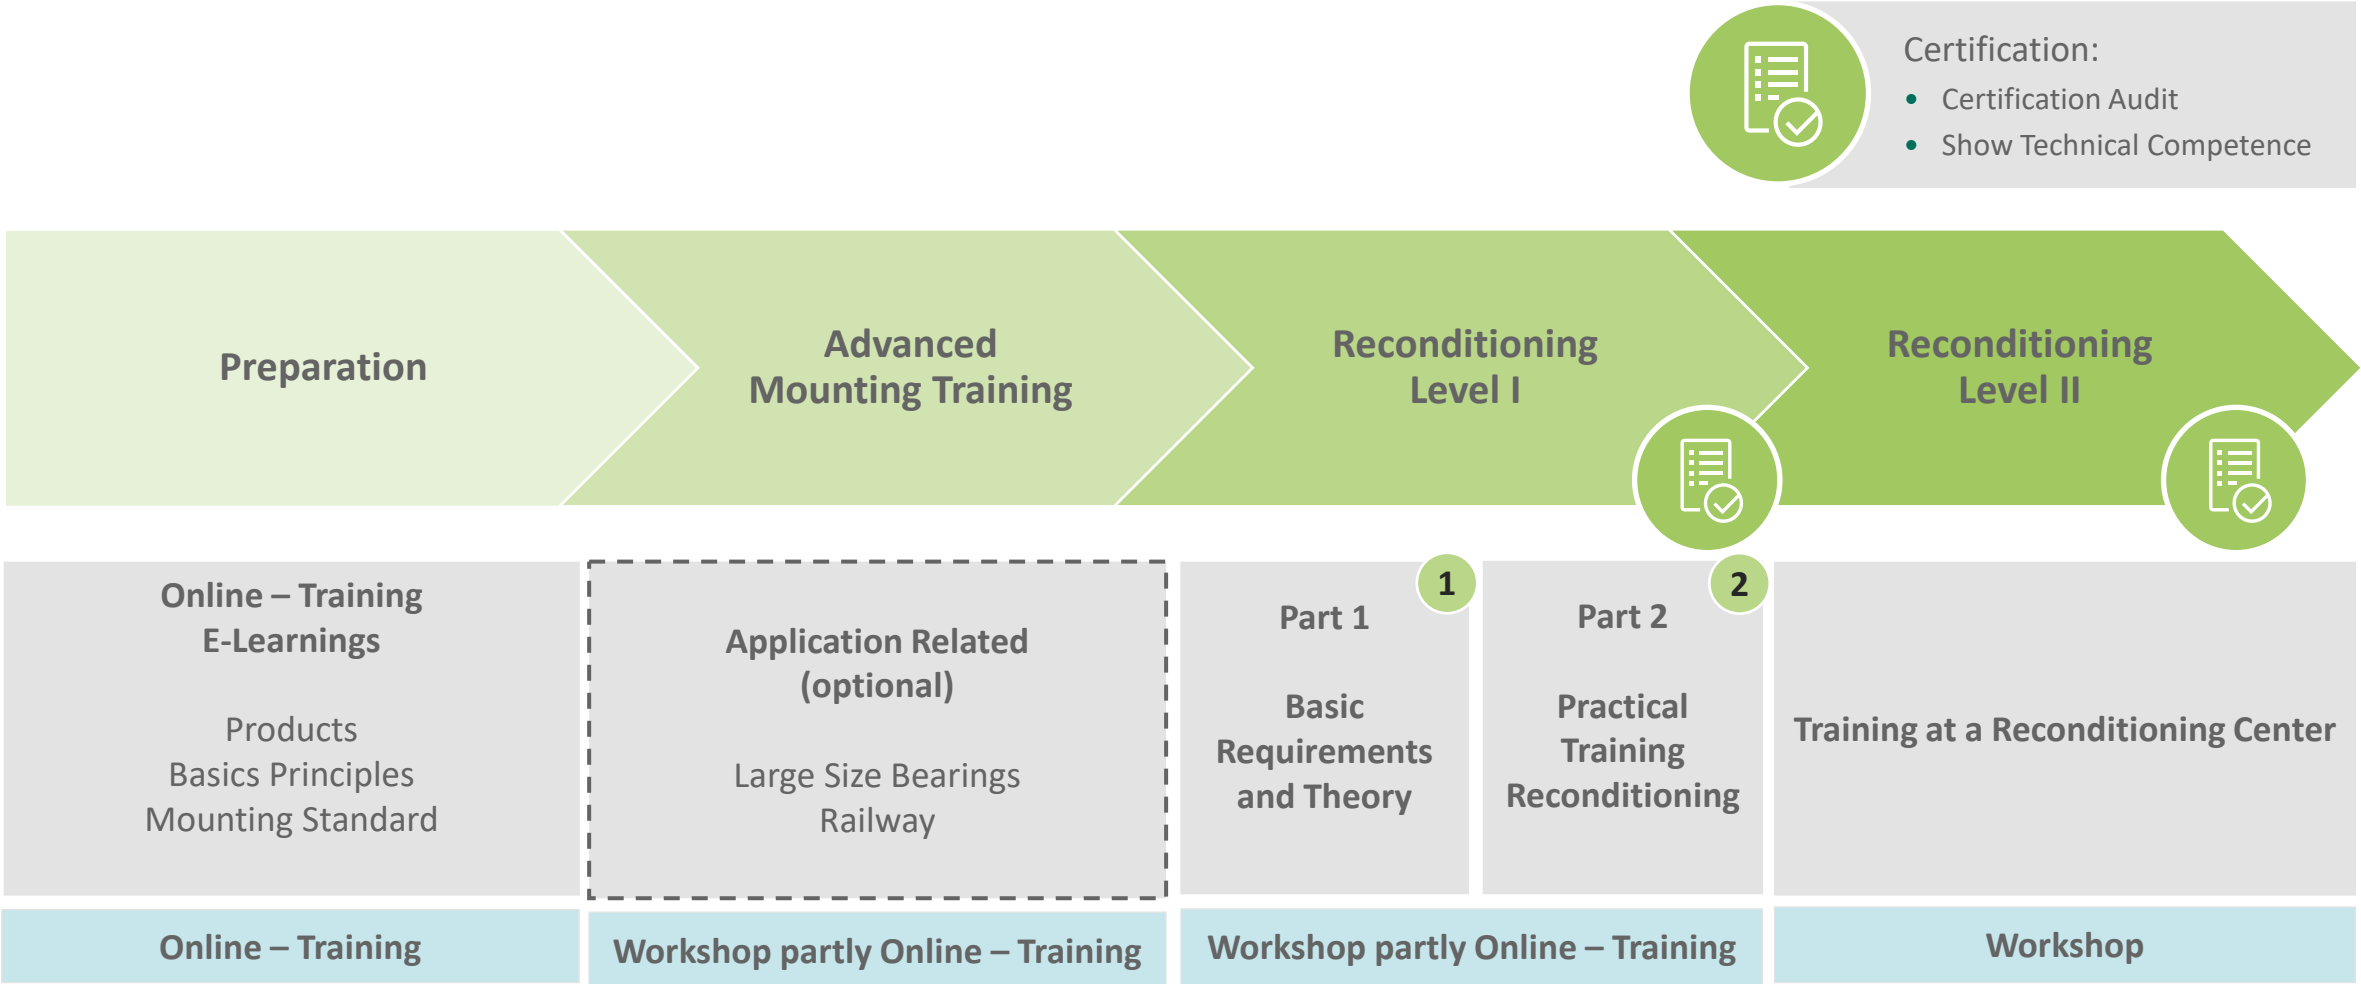 Certification:
• Certification Audit
• Show Technical Competence
Preparation
Advanced
Mounting Training
Reconditioning
Level I
Reconditioning
Level II
Online – Training
E-Learnings
Products
Basics Principles
Mounting Standard
Application Related
(optional)
Large Size Bearings
Railway
1
Part 1
Basic
Requirements
and Theory
2
Part 2
Practical
Training
Reconditioning
Training at a Reconditioning Center
Online – Training
Workshop partly Online – Training
Workshop partly Online – Training
Workshop